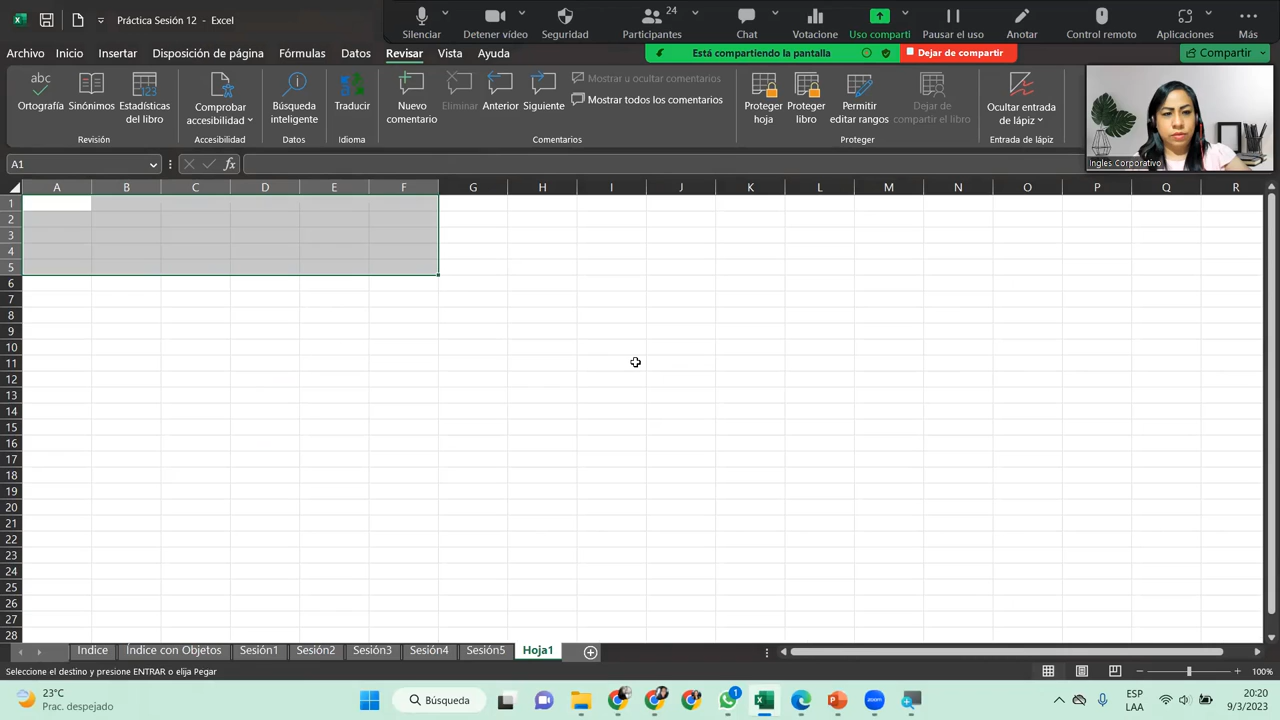 Práctica Sesión 12 - Excel
Silenciar
Detener vídeo
Seguridad
Participantes
24
Chat
Votacione
Uso comparti
Pausar el uso
Anotar
Control remoto
Aplicaciones
Más
Está compartiendo la pantalla
Dejar de compartir
Archivo
Inicio
Insertar
Disposición de página
Fórmulas
Datos
Revisar
Vista
Ayuda
Compartir
abc
Ortografía
Sinónimos
123
Estadísticas
del libro
Revisión
Comprobar
accesibilidad
Accesibilidad
Búsqueda
inteligente
Datos
Traducir
Idioma
Nuevo
comentario
Eliminar
Anterior
Siguiente
Mostrar u ocultar comentarios
Mostrar todos los comentarios
Comentarios
Proteger
hoja
Proteger
libro
Permitir
editar rangos
Dejar de
compartir el libro
Proteger
Ocultar entrada
de lápiz
Entrada de lápiz
Ingles Corporativo
A1
fx
A B C D E F G H I J K L M N O P Q R
1
2
3
4
5
6
7
8
9
10
11
12
13
14
15
16
17
18
19
20
21
22
23
24
25
26
27
28
Indice
Índice con Objetos
Sesión1
Sesión2
Sesión3
Sesión4
Sesión5
Hoja1
Seleccione el destino y presione ENTRAR o elija Pegar
100%
23°C
Prac. despejado
Búsqueda
1
zoom
ESP
LAA
20:20
9/3/2023